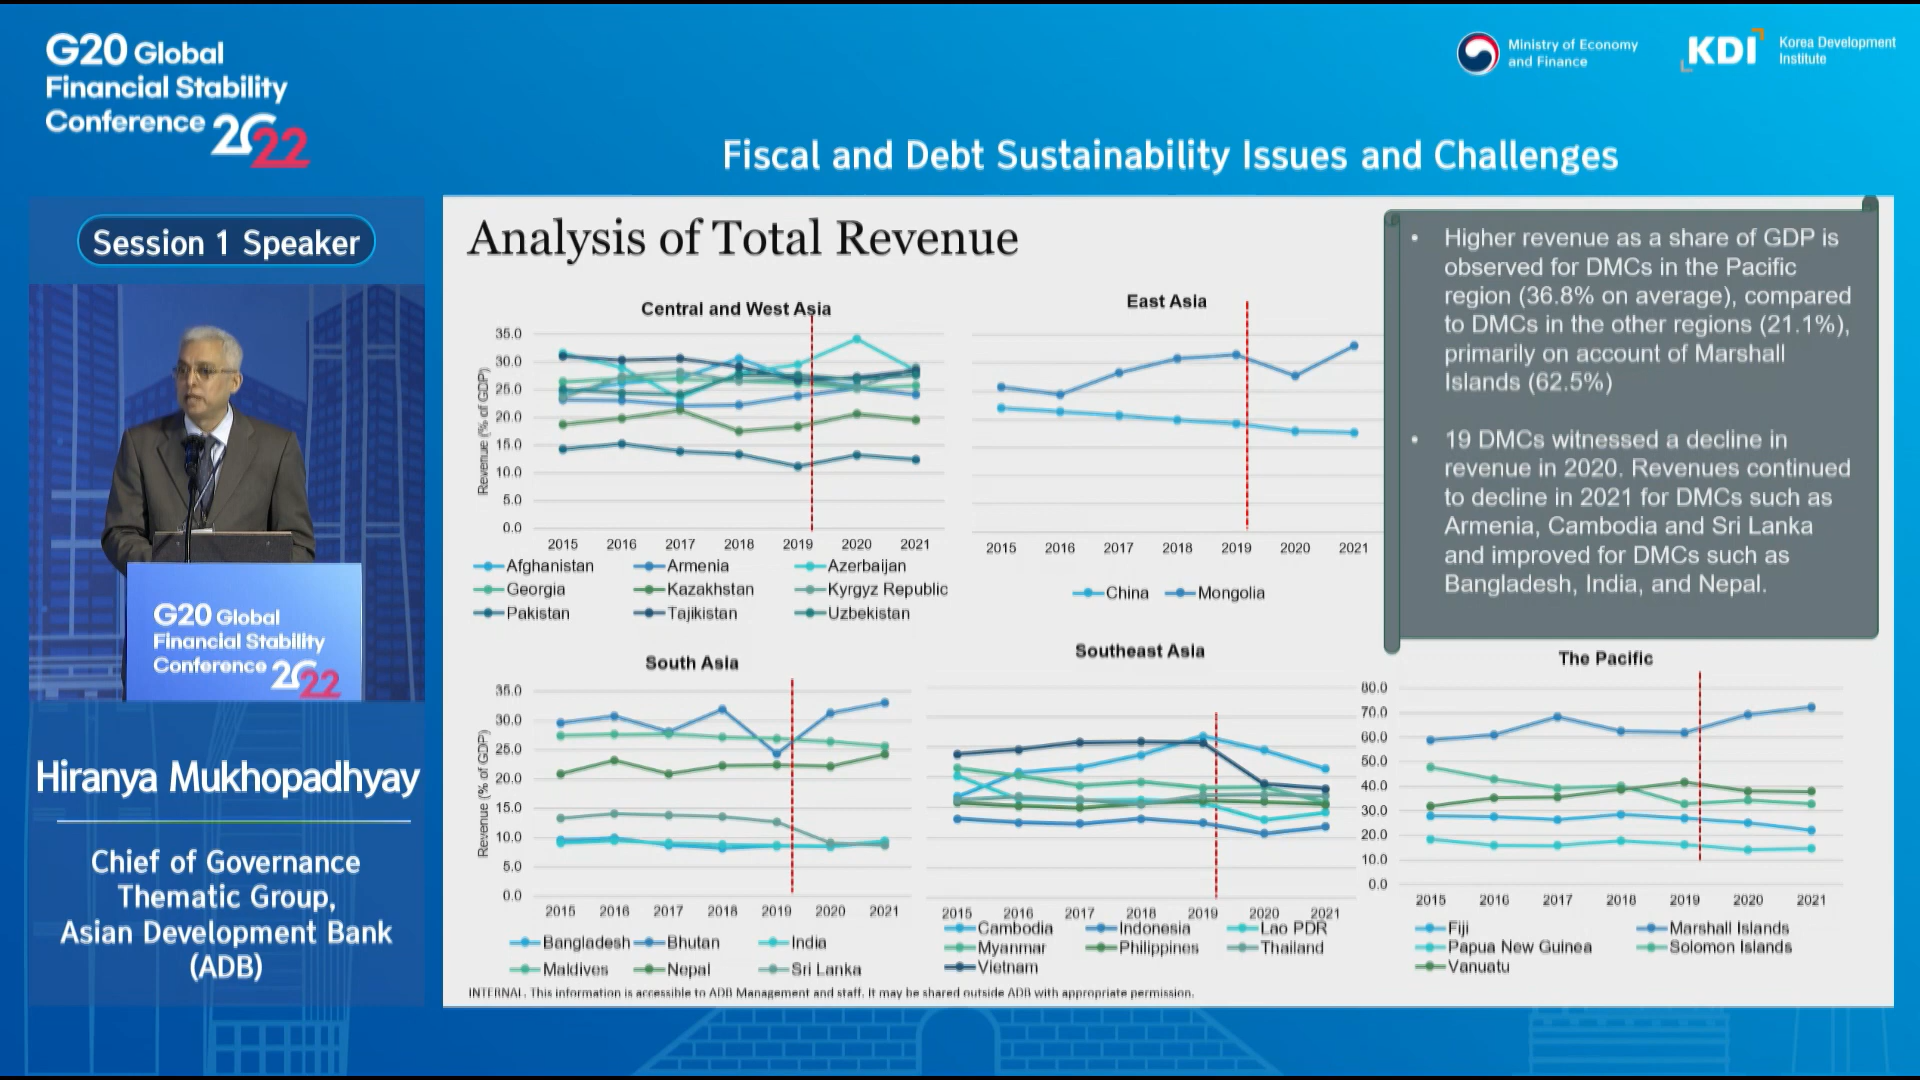 G20 Global
Financial Stability
Conference 2022
Ministry of Economy
and Finance
KDI
Korea Development
Institute
Fiscal and Debt Sustainability Issues and Challenges
Session 1 Speaker
G20 Global
Financial Stability
Conference 2022
Hiranya Mukhopadhyay
Chief of Governance
Thematic Group,
Asian Development Bank
(ADB)
Analysis of Total Revenue
Central and West Asia
Revenue (% of GDP)
35.0
30.0
25.0
20.0
15.0
10.0
5.0
0.0
2015 2016 2017 2018 2019 2020 2021
Afghanistan Armenia Azerbaijan
Georgia Kazakhstan Kyrgyz Republic
Pakistan Tajikistan Uzbekistan
East Asia
2015 2016 2017 2018 2019 2020 2021
China Mongolia
• Higher revenue as a share of GDP is
observed for DMCs in the Pacific
region (36.8% on average), compared
to DMCs in the other regions (21.1%),
primarily on account of Marshall
Islands (62.5%)
• 19 DMCs witnessed a decline in
revenue in 2020. Revenues continued
to decline in 2021 for DMCs such as
Armenia, Cambodia and Sri Lanka
and improved for DMCs such as
Bangladesh, India, and Nepal.
South Asia
Revenue (% of GDP)
35.0
30.0
25.0
20.0
15.0
10.0
5.0
0.0
2015 2016 2017 2018 2019 2020 2021
Bangladesh Bhutan India
Maldives Nepal Sri Lanka
Southeast Asia
2015 2016 2017 2018 2019 2020 2021
Cambodia Indonesia Lao PDR
Myanmar Philippines Thailand
Vietnam
The Pacific
80.0
70.0
60.0
50.0
40.0
30.0
20.0
10.0
0.0
2015 2016 2017 2018 2019 2020 2021
Fiji Marshall Islands
Papua New Guinea Solomon Islands
Vanuatu
INTERNAL. This information is accessible to ADB Management and staff. It may be shared outside ADB with appropriate permission.